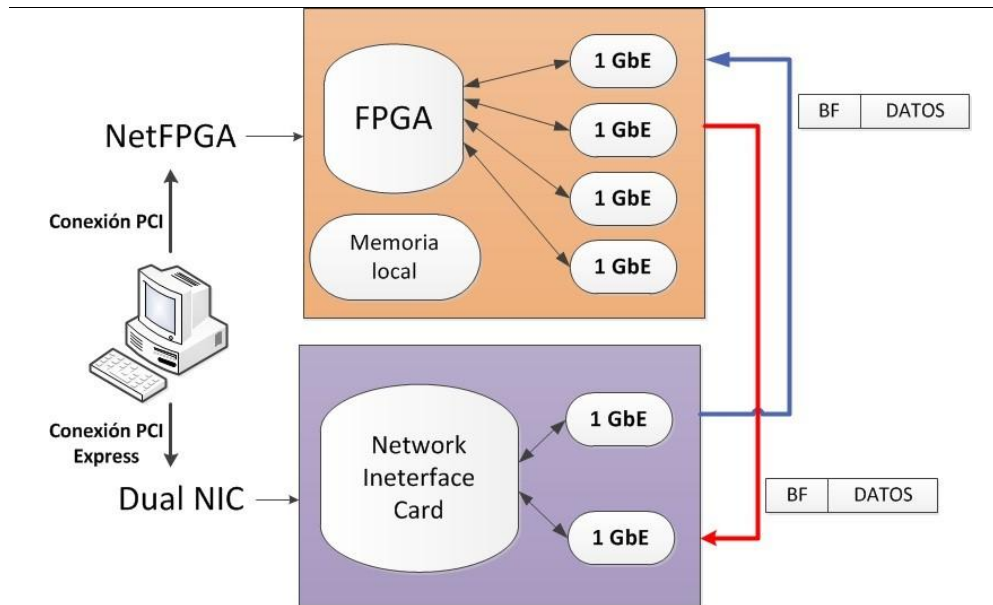 1 GbE
FPGA
BF DATOS
NetFPGA
1 GbE
1 GbE
Conexión PCI
Memoria
local
1 GbE
Conexión PCI
Express
1 GbE
Network
Ineterface
Card
Dual NIC
BF DATOS
1 GbE